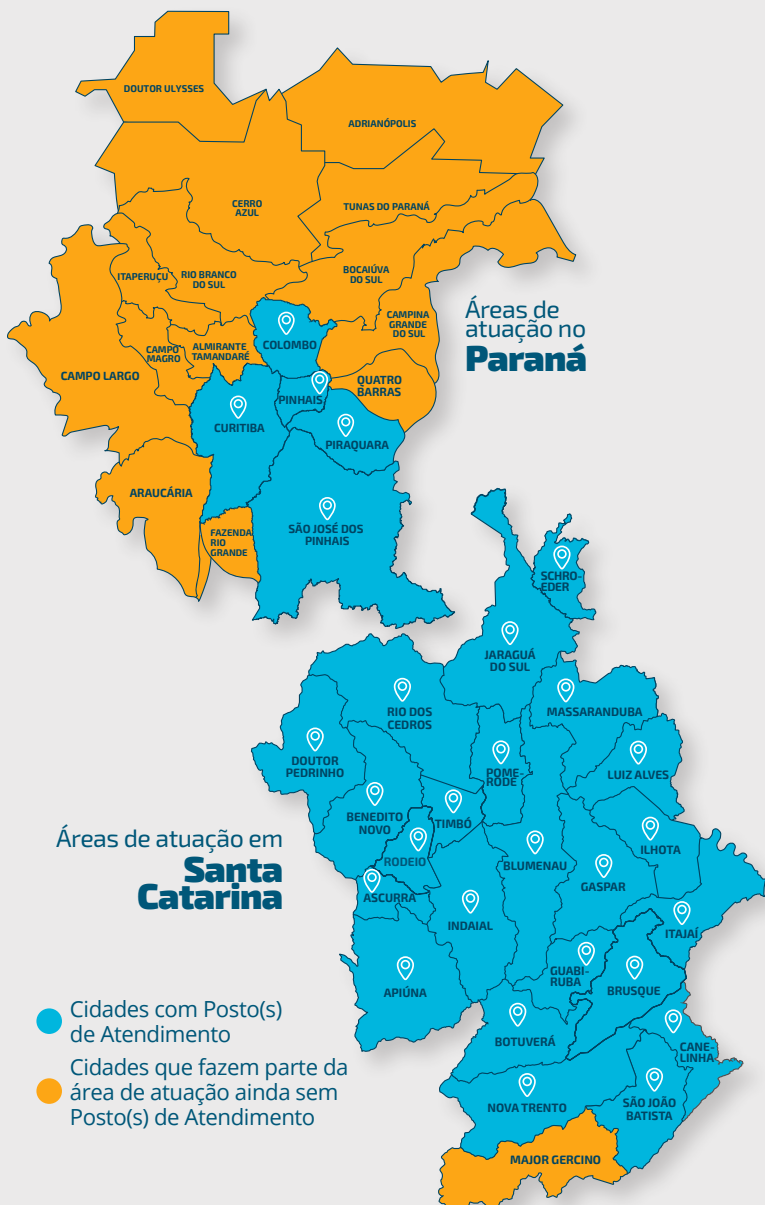 DOUTOR ULYSSES
ADRIANÓPOLIS
CERRO
AZUL
TUNAS DO PARANÁ
ITAPERUÇU
RIO BRANCO
DO SUL
BOCAIÚVA
DO SUL
CAMPINA
GRANDE
DO SUL
Áreas de
atuação no
Paraná
COLOMBO
CAMPO
MAGRO
ALMIRANTE
TAMANDARÉ
CAMPO LARGO
QUATRO
BARRAS
PINHAIS
CURITIBA
PIRAQUARA
ARAUCÁRIA
FAZENDA
RIO
GRANDE
SÃO JOSÉ DOS
PINHAIS
SCHRO-
EDER
JARAGUÁ
DO SUL
RIO DOS
CEDROS
MASSARANDUBA
DOUTOR
PEDRINHO
POME-
RODE
LUIZ ALVES
BENEDITO
NOVO
TIMBÓ
Áreas de atuação em
Santa
Catarina
RODEIO
BLUMENAU
ILHOTA
GASPAR
ASCURRA
INDAIAL
ITAJAÍ
APIÚNA
GUABI-
RUBA
BRUSQUE
Cidades com Posto(s)
de Atendimento
BOTUVERÁ
CANE-
LINHA
Cidades que fazem parte da
área de atuação ainda sem
Posto(s) de Atendimento
NOVA TRENTO
SÃO JOÃO
BATISTA
MAJOR GERCINO